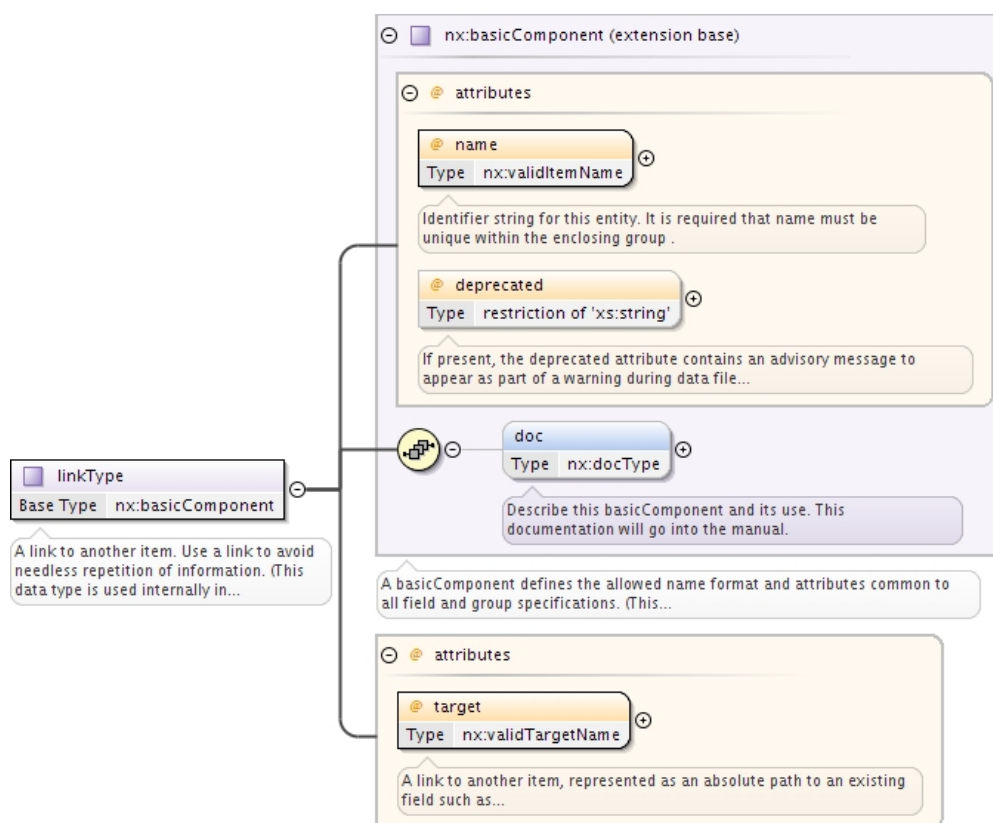 nx:basicComponent (extension base)
@ attributes
@ name
Type nx:validItemName
Identifier string for this entity. It is required that name must be
unique within the enclosing group .
@ deprecated
Type restriction of 'xs:string'
If present, the deprecated attribute contains an advisory message to
appear as part of a warning during data file...
doc
Type nx:docType
Describe this basicComponent and its use. This
documentation will go into the manual.
linkType
Base Type nx:basicComponent
A link to another item. Use a link to avoid
needless repetition of information. (This
data type is used internally in...
A basicComponent defines the allowed name format and attributes common to
all field and group specifications. (This...
@ attributes
@ target
Type nx:validTargetName
A link to another item, represented as an absolute path to an existing
field such as...